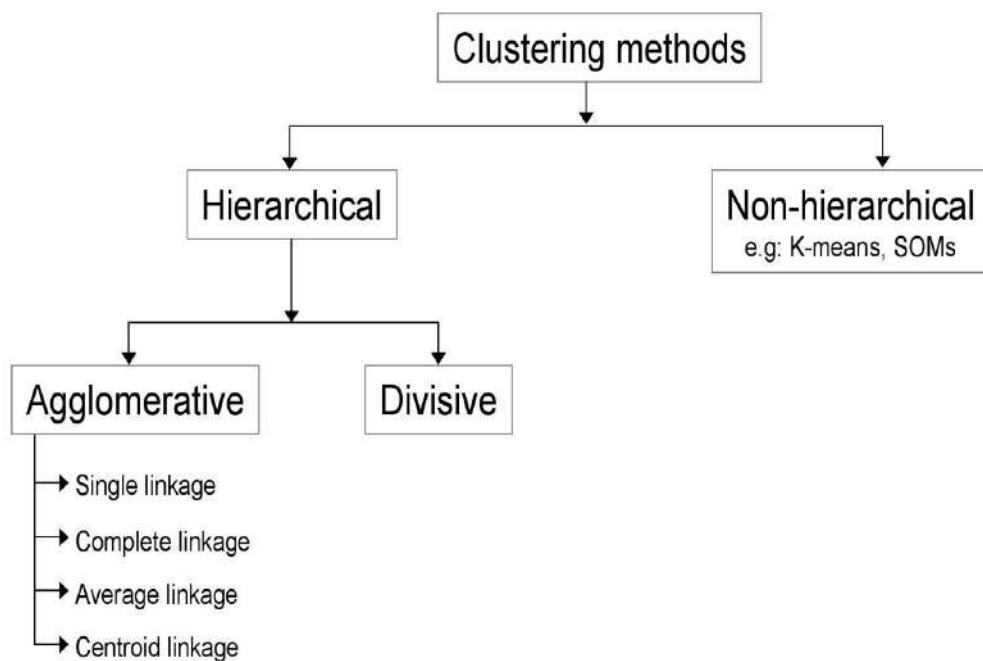 Clustering methods
Hierarchical
Non-hierarchical
e.g: K-means, SOMs
Agglomerative
Divisive
Single linkage
Complete linkage
Average linkage
Centroid linkage